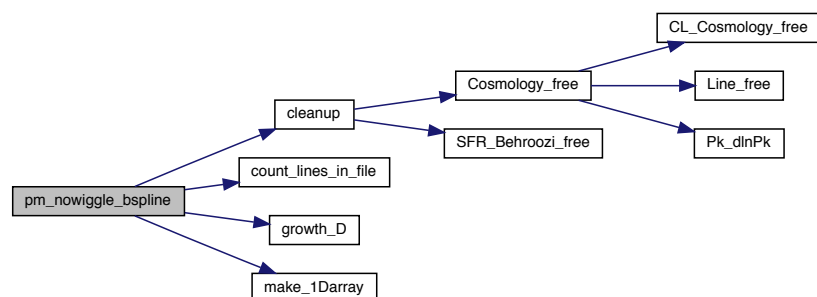 CL_Cosmology_free
Cosmology_free
Line_free
cleanup
SFR_Behroozi_free
Pk_dlnPk
count_lines_in_file
pm_nowiggle_bspline
growth_D
make_1Darray